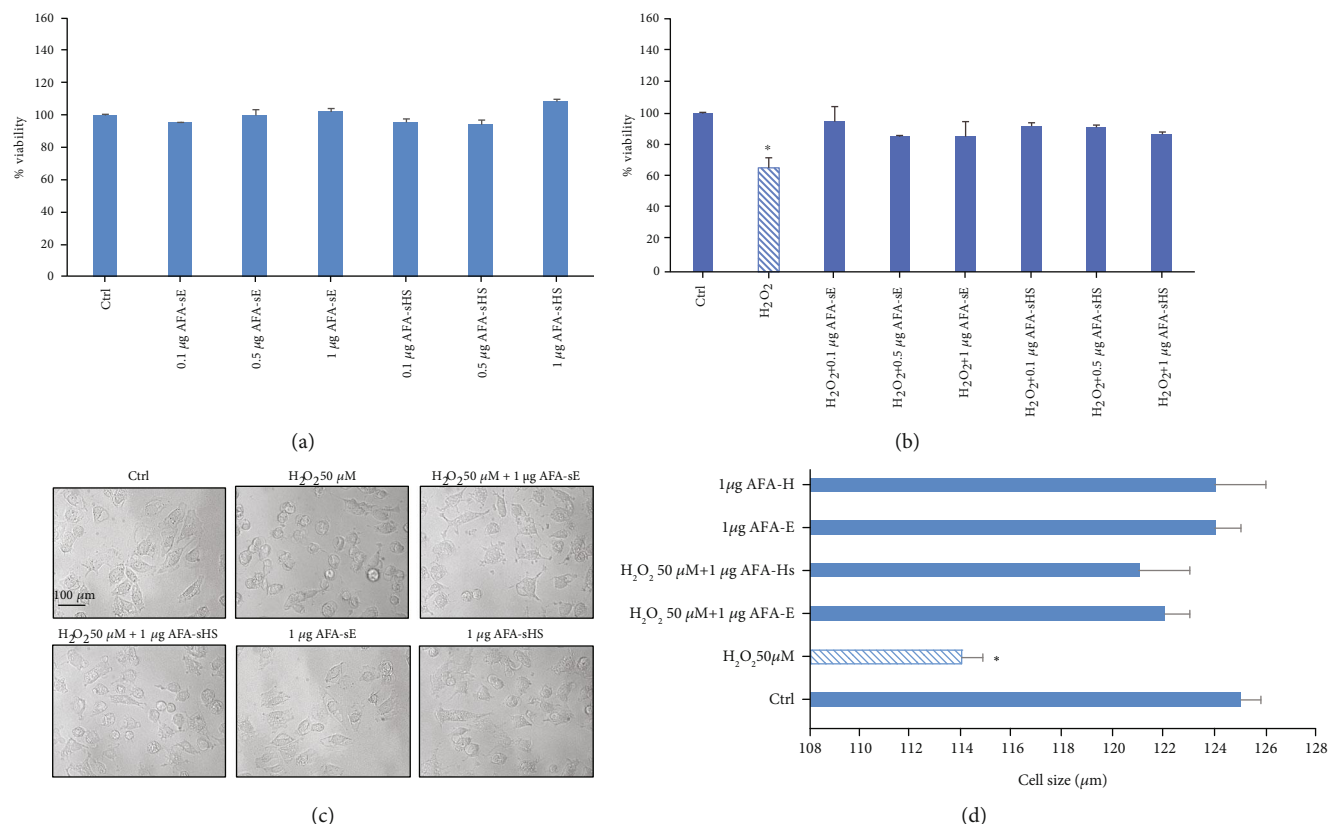 160
140
120
100
80
60
40
20
0
% viability
Ctrl
0.1 µg AFA-sE
0.5 µg AFA-sE
1 µg AFA-sE
0.1 µg AFA-sHS
0.5 µg AFA-sHS
1 µg AFA-sHS
(a)
160
140
120
100
80
60
40
20
0
% viability
*
Ctrl
H2O2
H2O2+0.1 µg AFA-sE
H2O2+0.5 µg AFA-sE
H2O2+1 µg AFA-sE
H2O2+0.1 µg AFA-sHS
H2O2+0.5 µg AFA-sHS
H2O2+1 µg AFA-sHS
(b)
Ctrl
H2O2 50 µM
H2O2 50 µM + 1 µg AFA-sE
100 µm
H2O2 50 µM + 1 µg AFA-sHS
1 µg AFA-sE
1 µg AFA-sHS
(c)
1µg AFA-H
1µg AFA-E
H2O2 50 µM+1 µg AFA-Hs
H2O2 50 µM+1 µg AFA-E
H2O2 50µM
*
Ctrl
108 110 112 114 116 118 120 122 124 126 128
Cell size (µm)
(d)